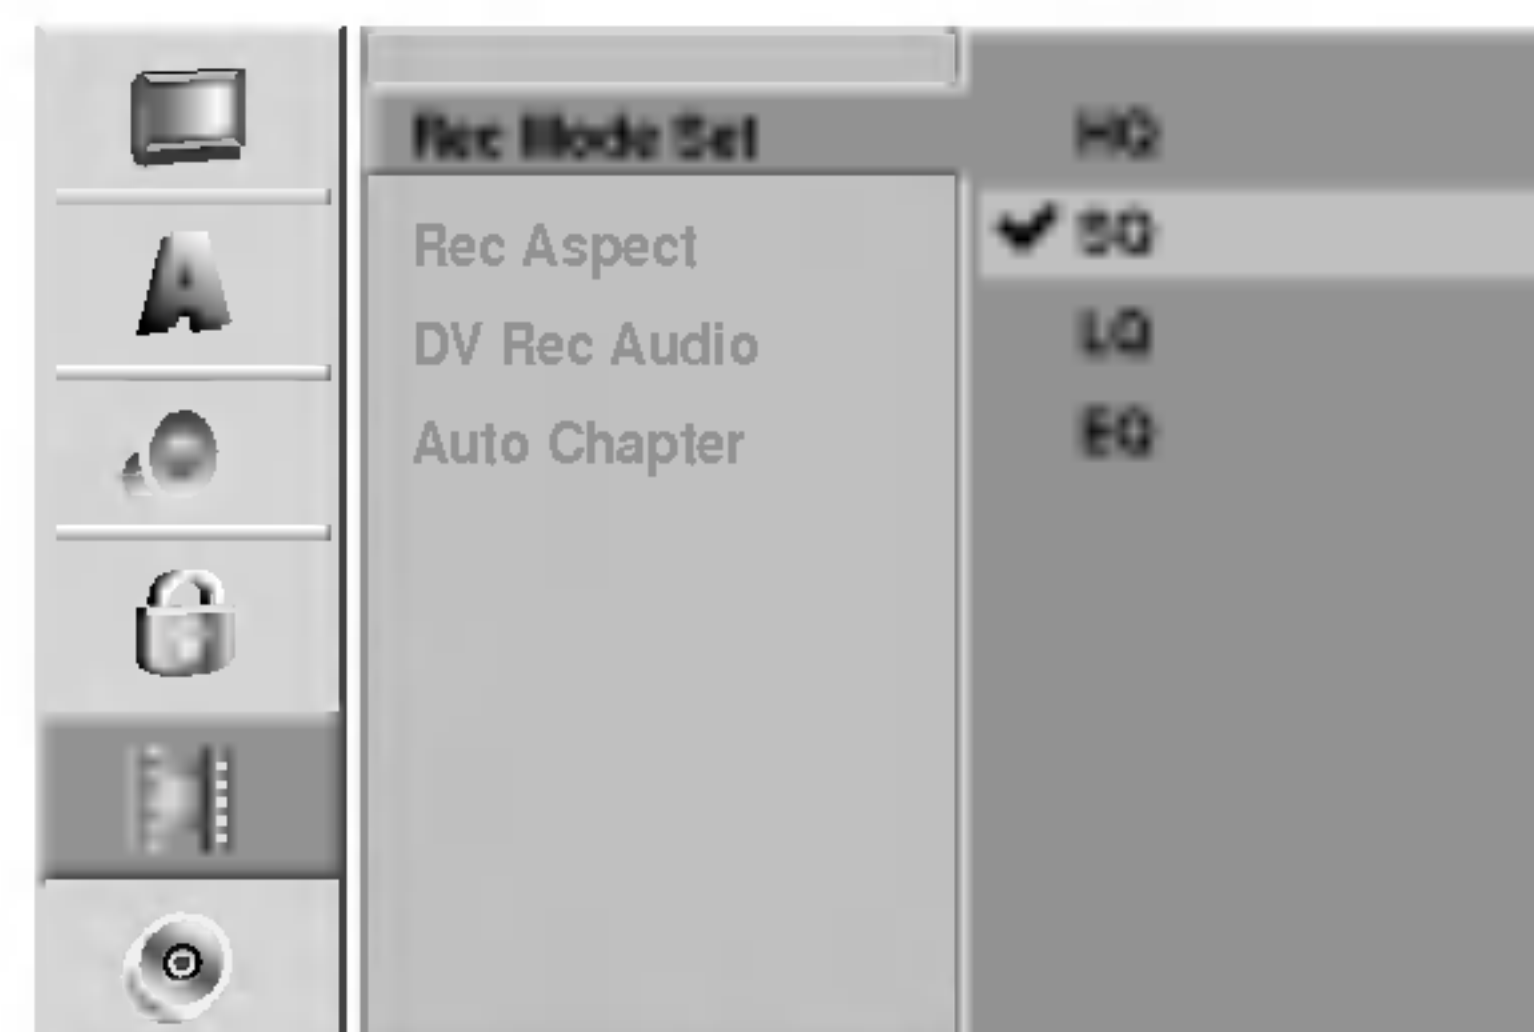 Rec Mode Set
Rec Aspect
DV Rec Audio
Auto Chapter
HQ
SQ
LQ
EQ